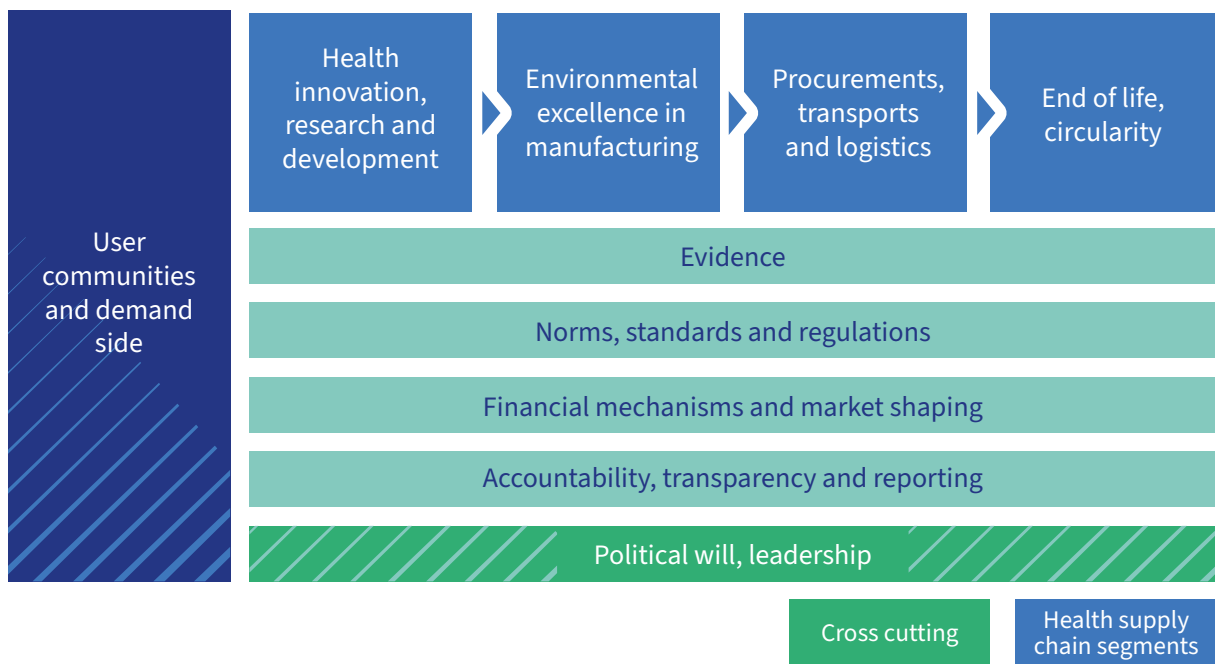 User
communities
and demand
side
Health
innovation,
research and
development
Environmental
excellence in
manufacturing
Procurements,
transports
and logistics
End of life,
circularity
Evidence
Norms, standards and regulations
Financial mechanisms and market shaping
Accountability, transparency and reporting
Political will, leadership
Cross cutting
Health supply
chain segments